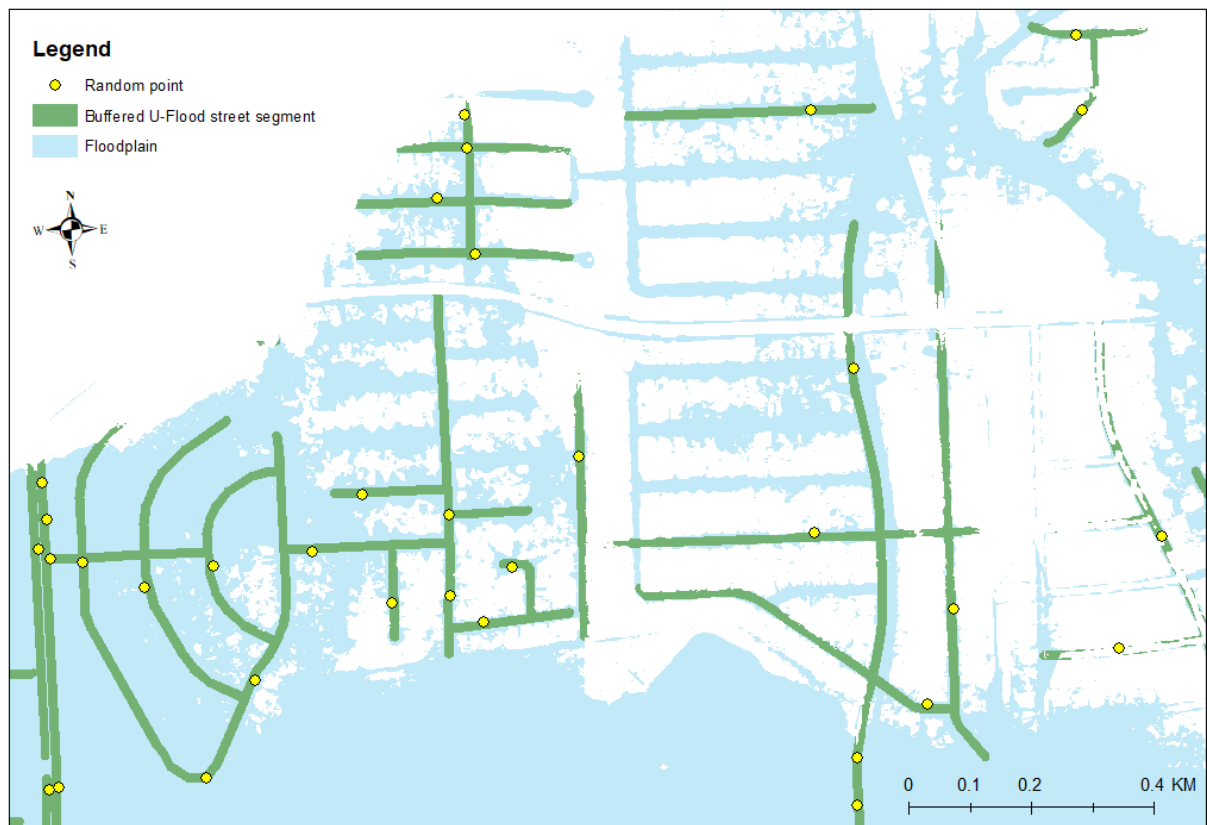 Legend
Random point
Buffered U-Flood street segment
Floodplain
N
W E
S
0 0.1 0.2 0.4 KM